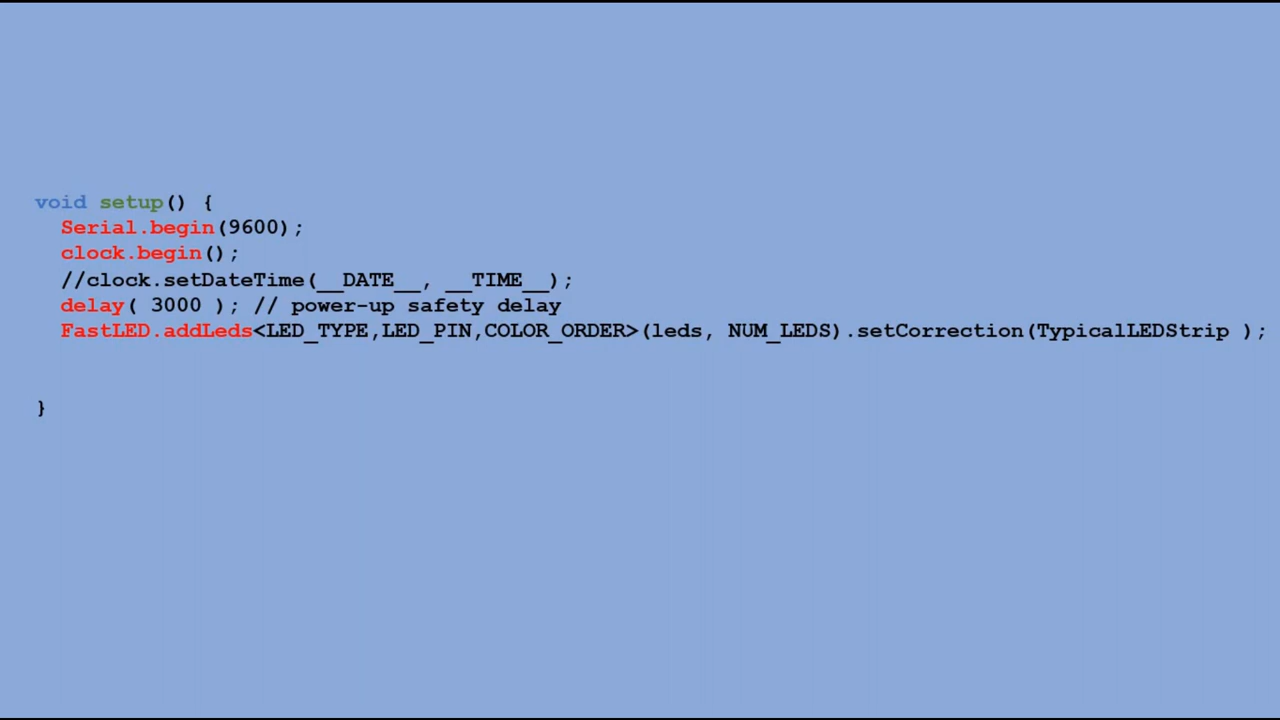 void setup() {
Serial.begin(9600);
clock.begin();
//clock.setDateTime(__DATE__, __TIME__);
delay( 3000 ); // power-up safety delay
FastLED.addLeds<LED_TYPE,LED_PIN,COLOR_ORDER>(leds, NUM_LEDS).setCorrection(TypicalLEDStrip );
}